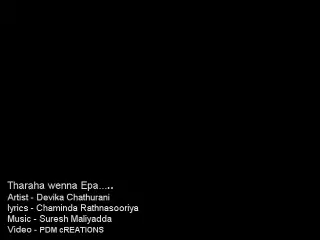 Tharaha wenna Epa.....
Artist - Devika Chathurani
lyrics - Chaminda Rathnasooriya
Music - Suresh Maliyadda
Video - PDM cREATIONS